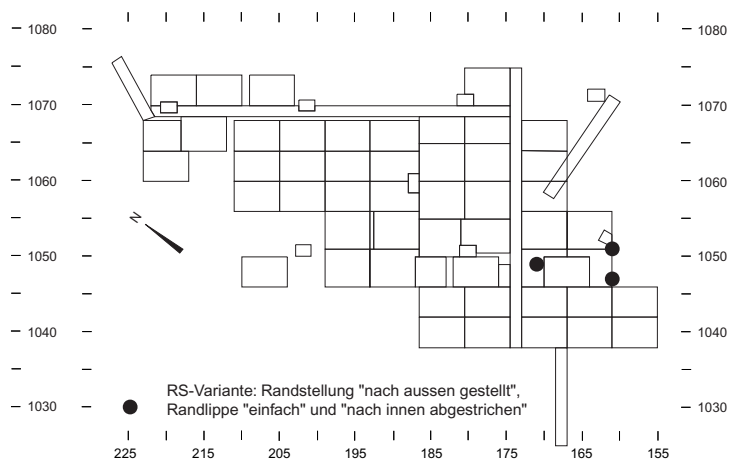 1080 1080
1070 1070
1060 1060
N
1050 1050
1040 1040
RS-Variante: Randstellung "nach aussen gestellt",
1030 Randlippe "einfach" und "nach innen abgestrichen" 1030
225 215 205 195 185 175 165 155